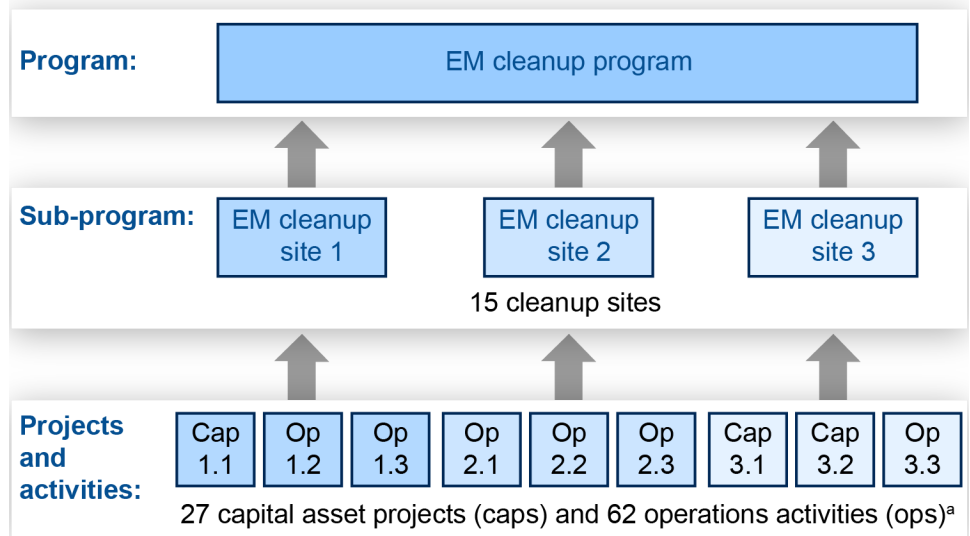 Program:
EM cleanup program
Sub-program:
EM cleanup
site 1
EM cleanup
site 2
EM cleanup
site 3
15 cleanup sites
Projects
and
activities:
Cap
1.1
Op
1.2
Op
1.3
Op
2.1
Op
2.2
Op
2.3
Cap
3.1
Cap
3.2
Op
3.3
27 capital asset projects (caps) and 62 operations activities (ops)ᵃ